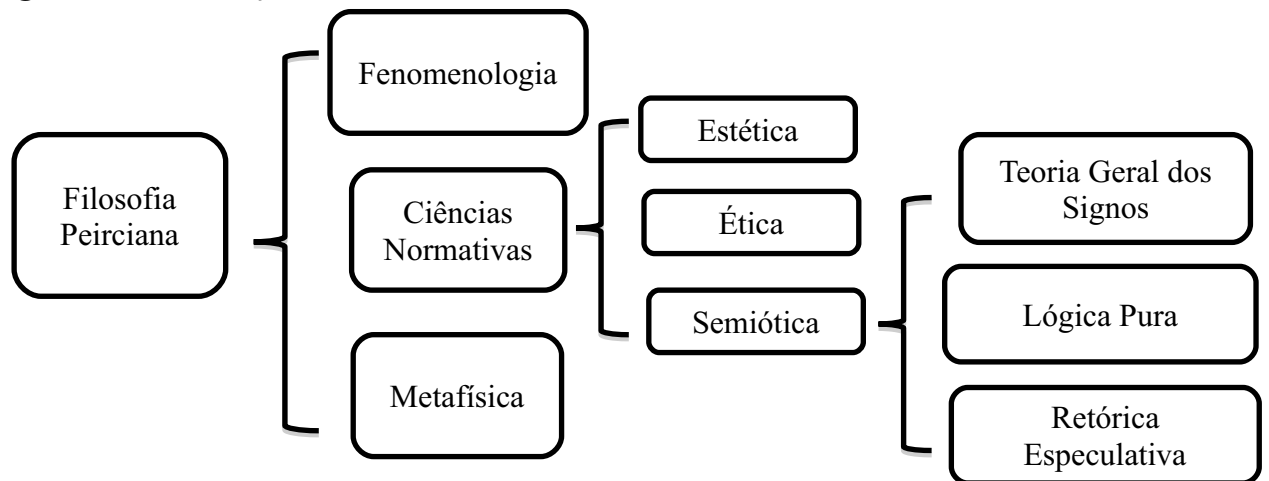 Filosofia
Peirciana
Fenomenologia
Ciências
Normativas
Metafísica
Estética
Ética
Semiótica
Teoria Geral dos
Signos
Lógica Pura
Retórica
Especulativa